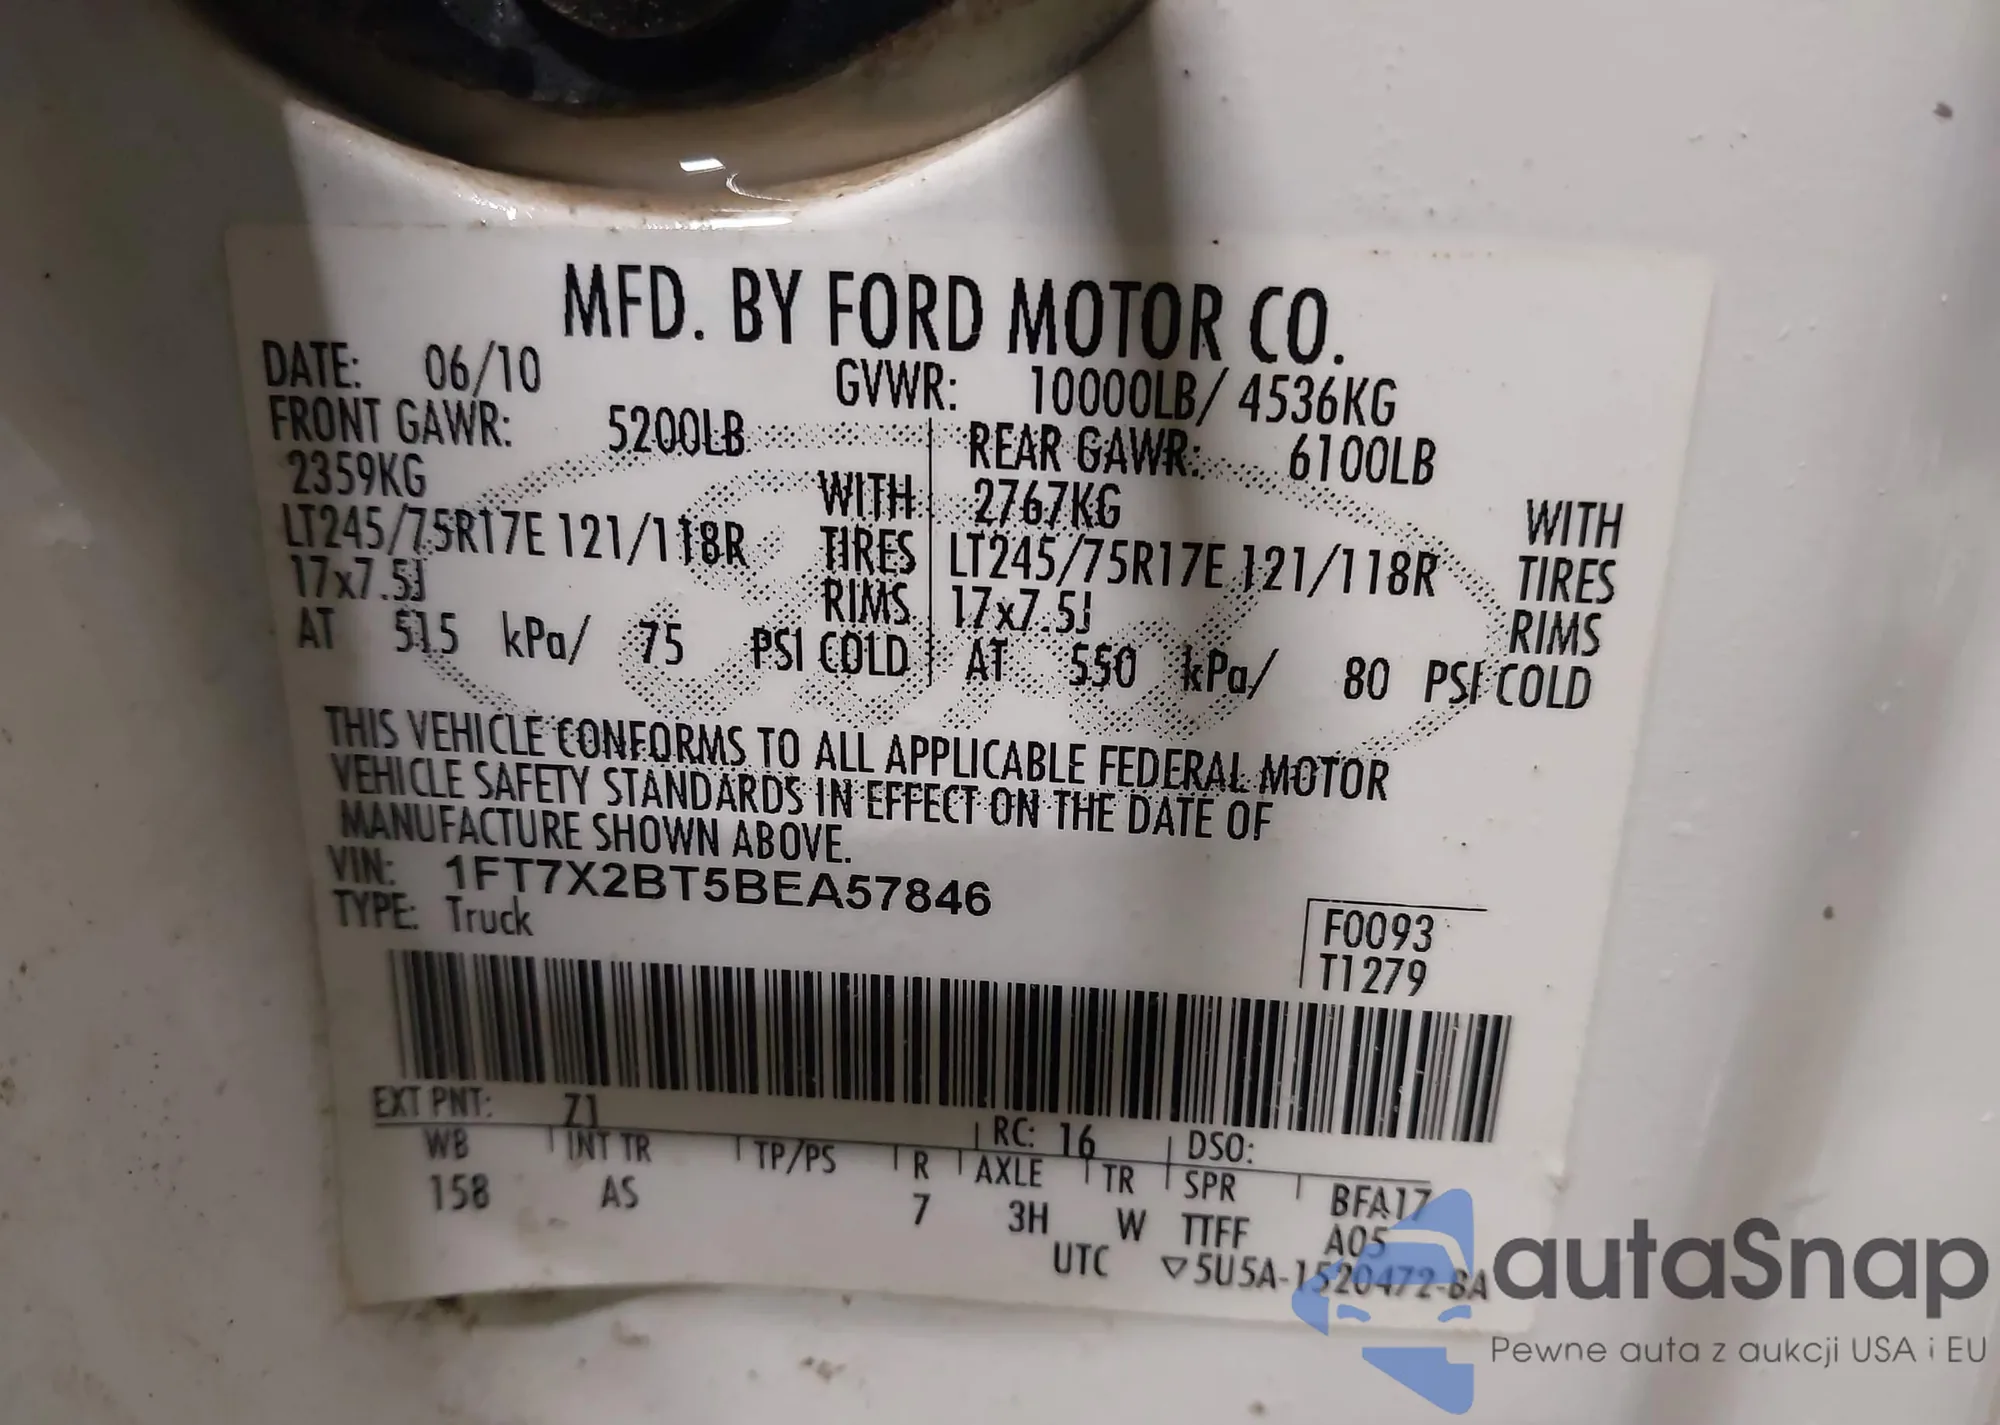 MFD. BY FORD MOTOR CO.
DATE: 06/10 GVWR: 10000LB/ 4536KG
FRONT GAWR: 5200LB REAR GAWR: 6100LB
2359KG WITH 2767KG WITH
LT245/75R17E 121/118R TIRES LT245/75R17E 121/118R TIRES
17x7.5J RIMS 17x7.5J RIMS
AT 515 kPa/ 75 PSI COLD AT 550 kPa/ 80 PSI COLD
THIS VEHICLE CONFORMS TO ALL APPLICABLE FEDERAL MOTOR
VEHICLE SAFETY STANDARDS IN EFFECT ON THE DATE OF
MANUFACTURE SHOWN ABOVE.
VIN: 1FT7X2BT5BEA57846
TYPE: Truck
F0093
T1279
EXT PNT: Z1 RC: 16 DSO:
WB INT TR TP/PS R AXLE TR SPR BFA17
158 AS 7 3H W TTFF A05
UTC ▽5U5A-1520472-BA
autaSnap
Pewne auta z aukcji USA i EU